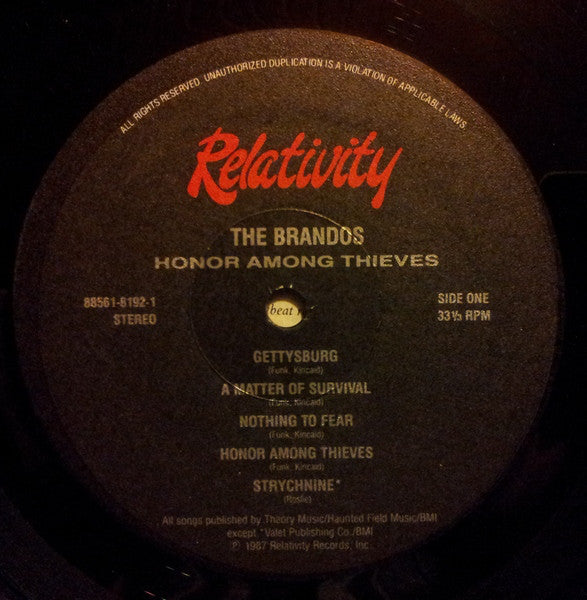 ALL RIGHTS RESERVED. UNAUTHORIZED DUPLICATION IS A VIOLATION OF APPLICABLE LAWS.
Relativity
THE BRANDOS
HONOR AMONG THIEVES
88561-8192-1
STEREO
SIDE ONE
33⅓ RPM
beat
GETTYSBURG
(Funk, Kincaid)
A MATTER OF SURVIVAL
(Funk, Kincaid)
NOTHING TO FEAR
(Funk, Kincaid)
HONOR AMONG THIEVES
(Funk, Kincaid)
STRYCHNINE*
(Roslie)
All songs published by Theory Music/Haunted Field Music/BMI
except *Valet Publishing Co./BMI
℗ 1987 Relativity Records, Inc.